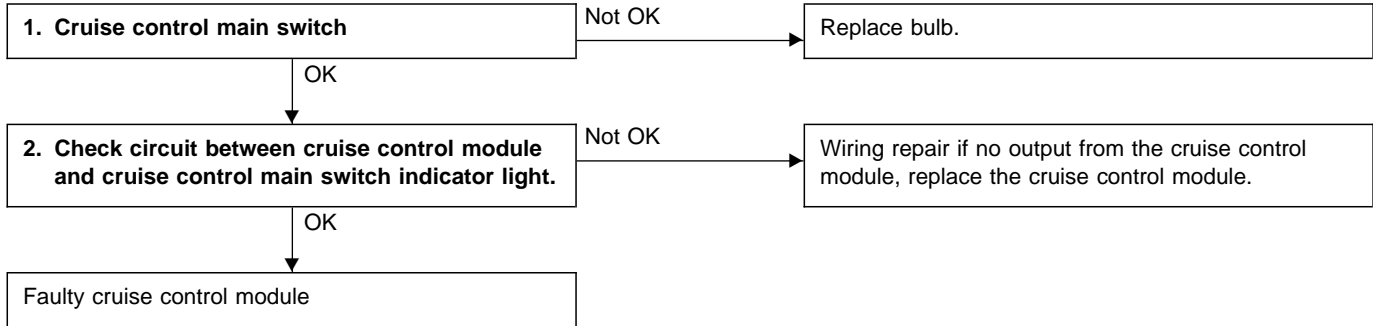 1. Cruise control main switch
Not OK
Replace bulb.
OK
2. Check circuit between cruise control module
and cruise control main switch indicator light.
Not OK
Wiring repair if no output from the cruise control
module, replace the cruise control module.
OK
Faulty cruise control module